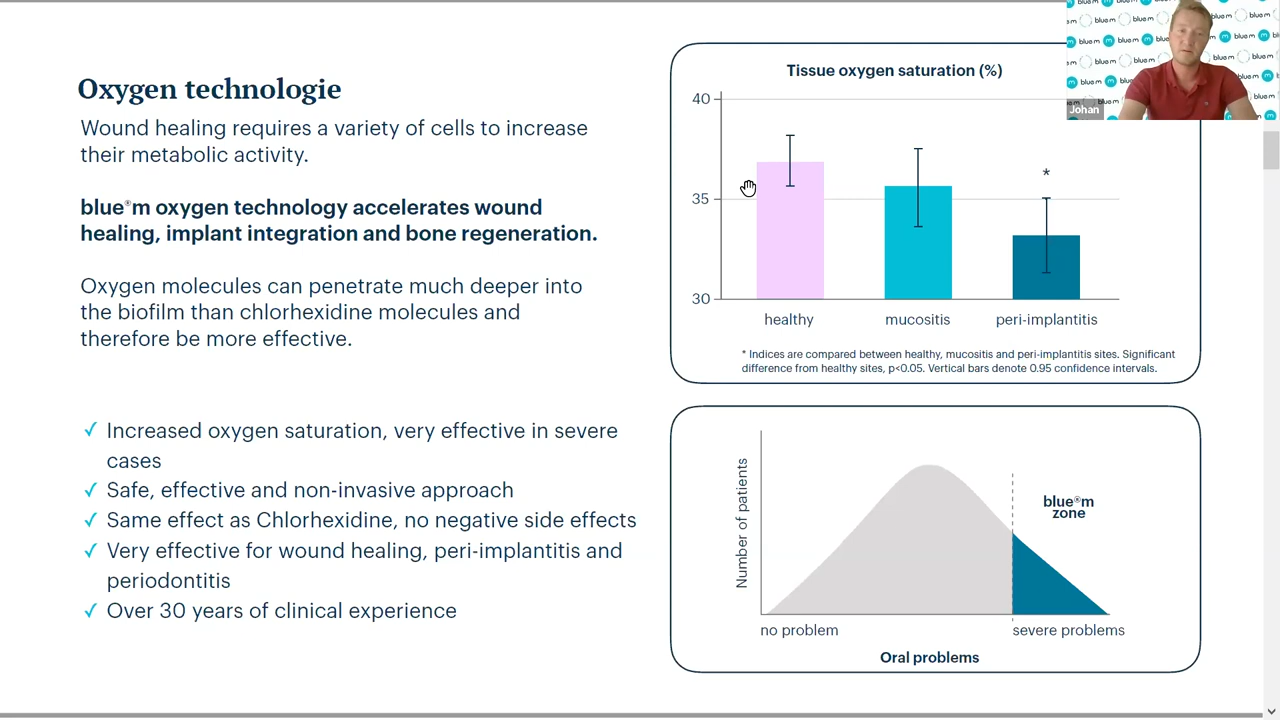 Oxygen technologie
Wound healing requires a variety of cells to increase
their metabolic activity.
blue®m oxygen technology accelerates wound
healing, implant integration and bone regeneration.
Oxygen molecules can penetrate much deeper into
the biofilm than chlorhexidine molecules and
therefore be more effective.
✓ Increased oxygen saturation, very effective in severe
cases
✓ Safe, effective and non-invasive approach
✓ Same effect as Chlorhexidine, no negative side effects
✓ Very effective for wound healing, peri-implantitis and
periodontitis
✓ Over 30 years of clinical experience
Tissue oxygen saturation (%)
40
35
30
*
healthy mucositis peri-implantitis
* Indices are compared between healthy, mucositis and peri-implantitis sites. Significant
difference from healthy sites, p<0.05. Vertical bars denote 0.95 confidence intervals.
Number of patients
blue®m
zone
no problem severe problems
Oral problems
Johan
blue m